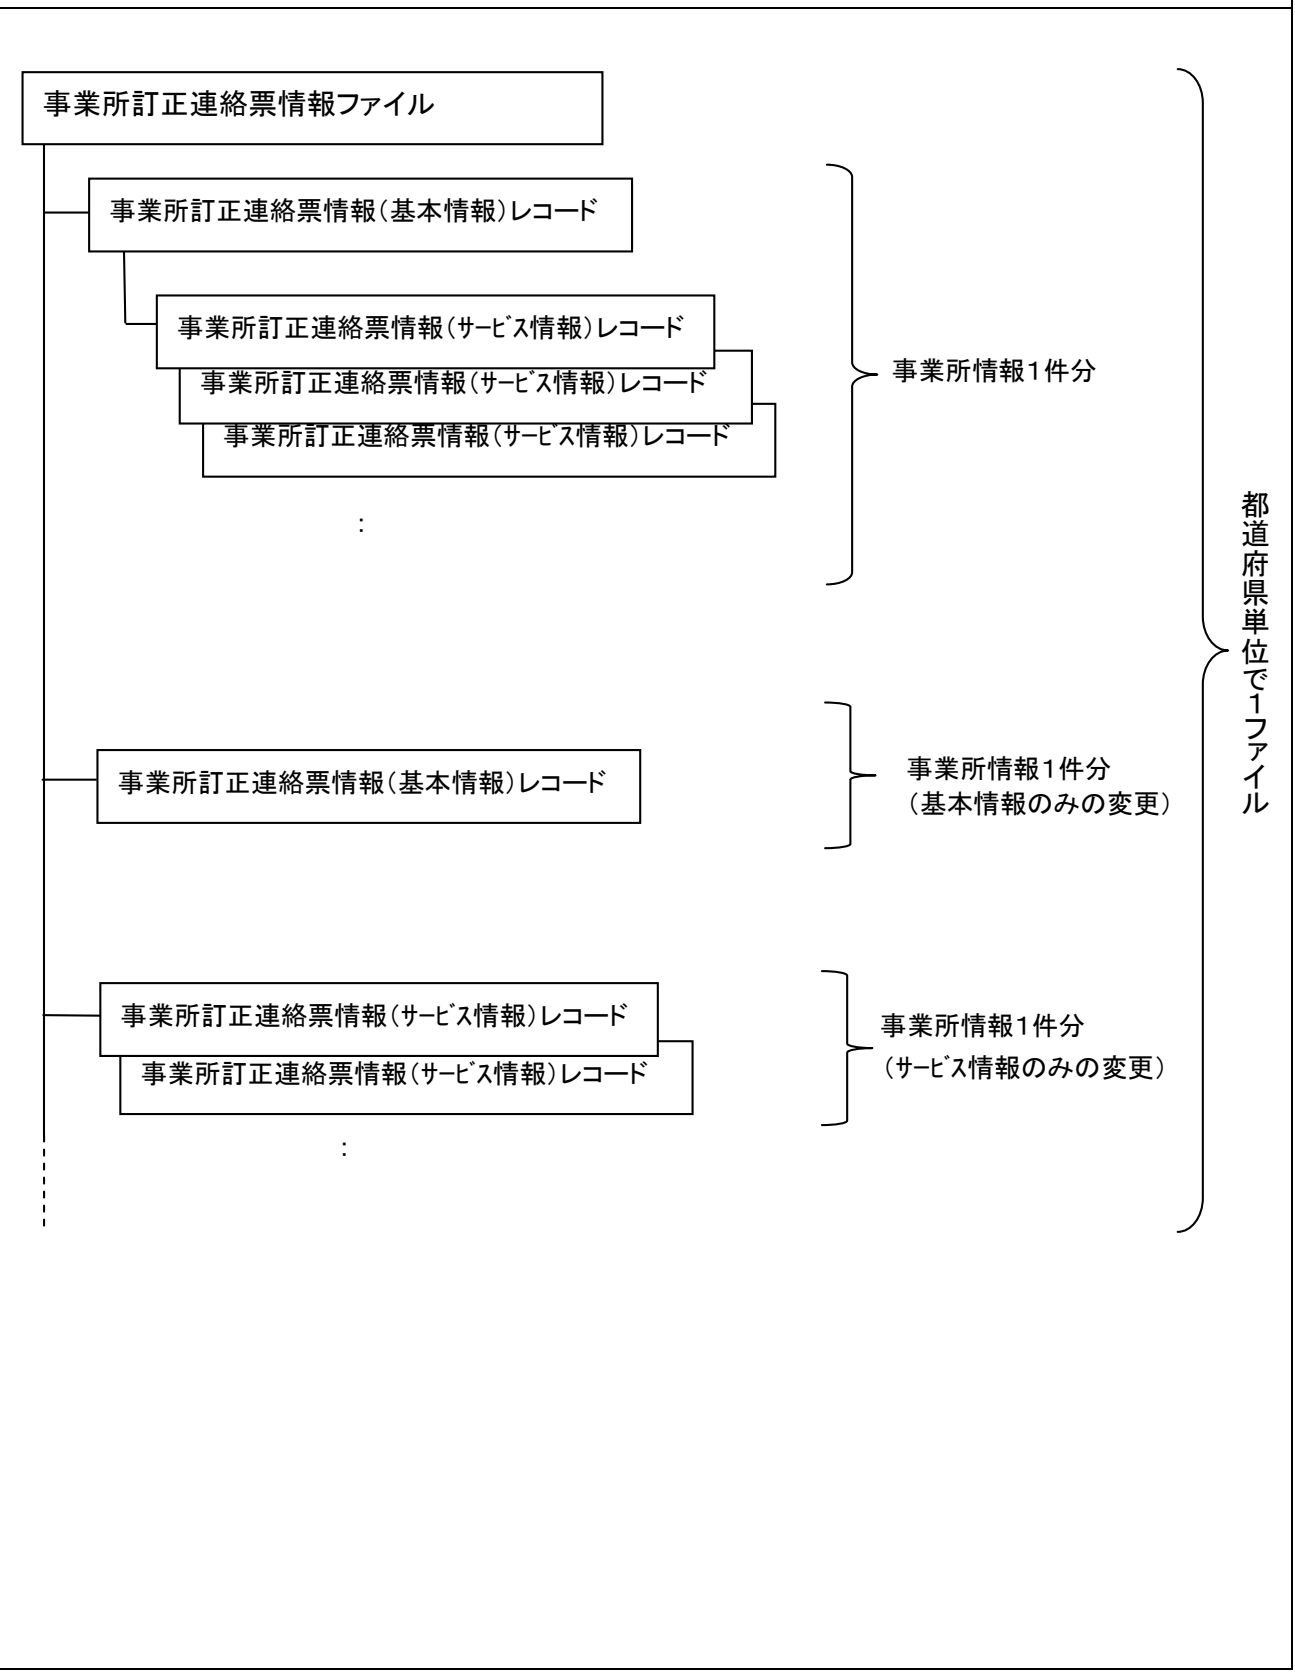 事業所訂正連絡票情報ファイル
事業所訂正連絡票情報（基本情報）レコード
事業所訂正連絡票情報（ｻｰﾋﾞｽ情報）レコード
事業所訂正連絡票情報（ｻｰﾋﾞｽ情報）レコード
事業所訂正連絡票情報（ｻｰﾋﾞｽ情報）レコード
：
事業所情報１件分
事業所訂正連絡票情報（基本情報）レコード
事業所情報１件分
（基本情報のみの変更）
事業所訂正連絡票情報（ｻｰﾋﾞｽ情報）レコード
事業所訂正連絡票情報（ｻｰﾋﾞｽ情報）レコード
：
事業所情報１件分
（ｻｰﾋﾞｽ情報のみの変更）
都道府県単位で１ファイル